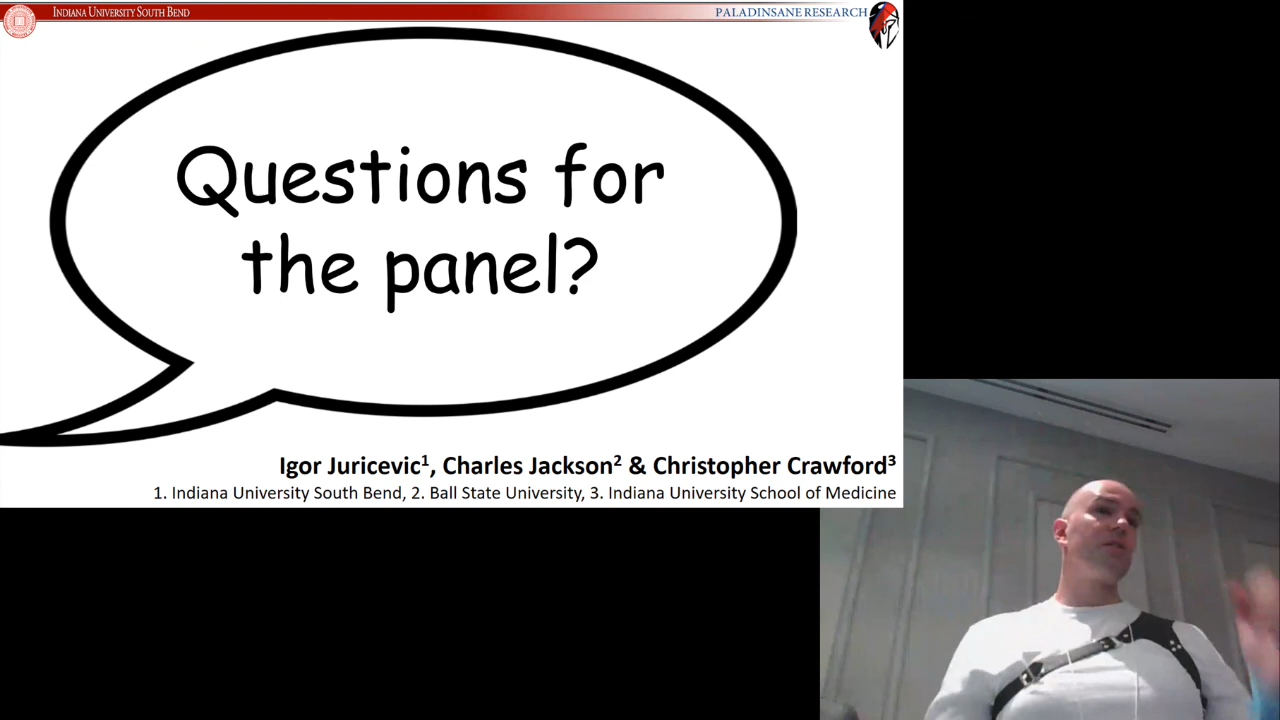 INDIANA UNIVERSITY SOUTH BEND
PALADINSANE RESEARCH
Questions for
the panel?
Igor Juricevic1, Charles Jackson2 & Christopher Crawford3
1. Indiana University South Bend, 2. Ball State University, 3. Indiana University School of Medicine